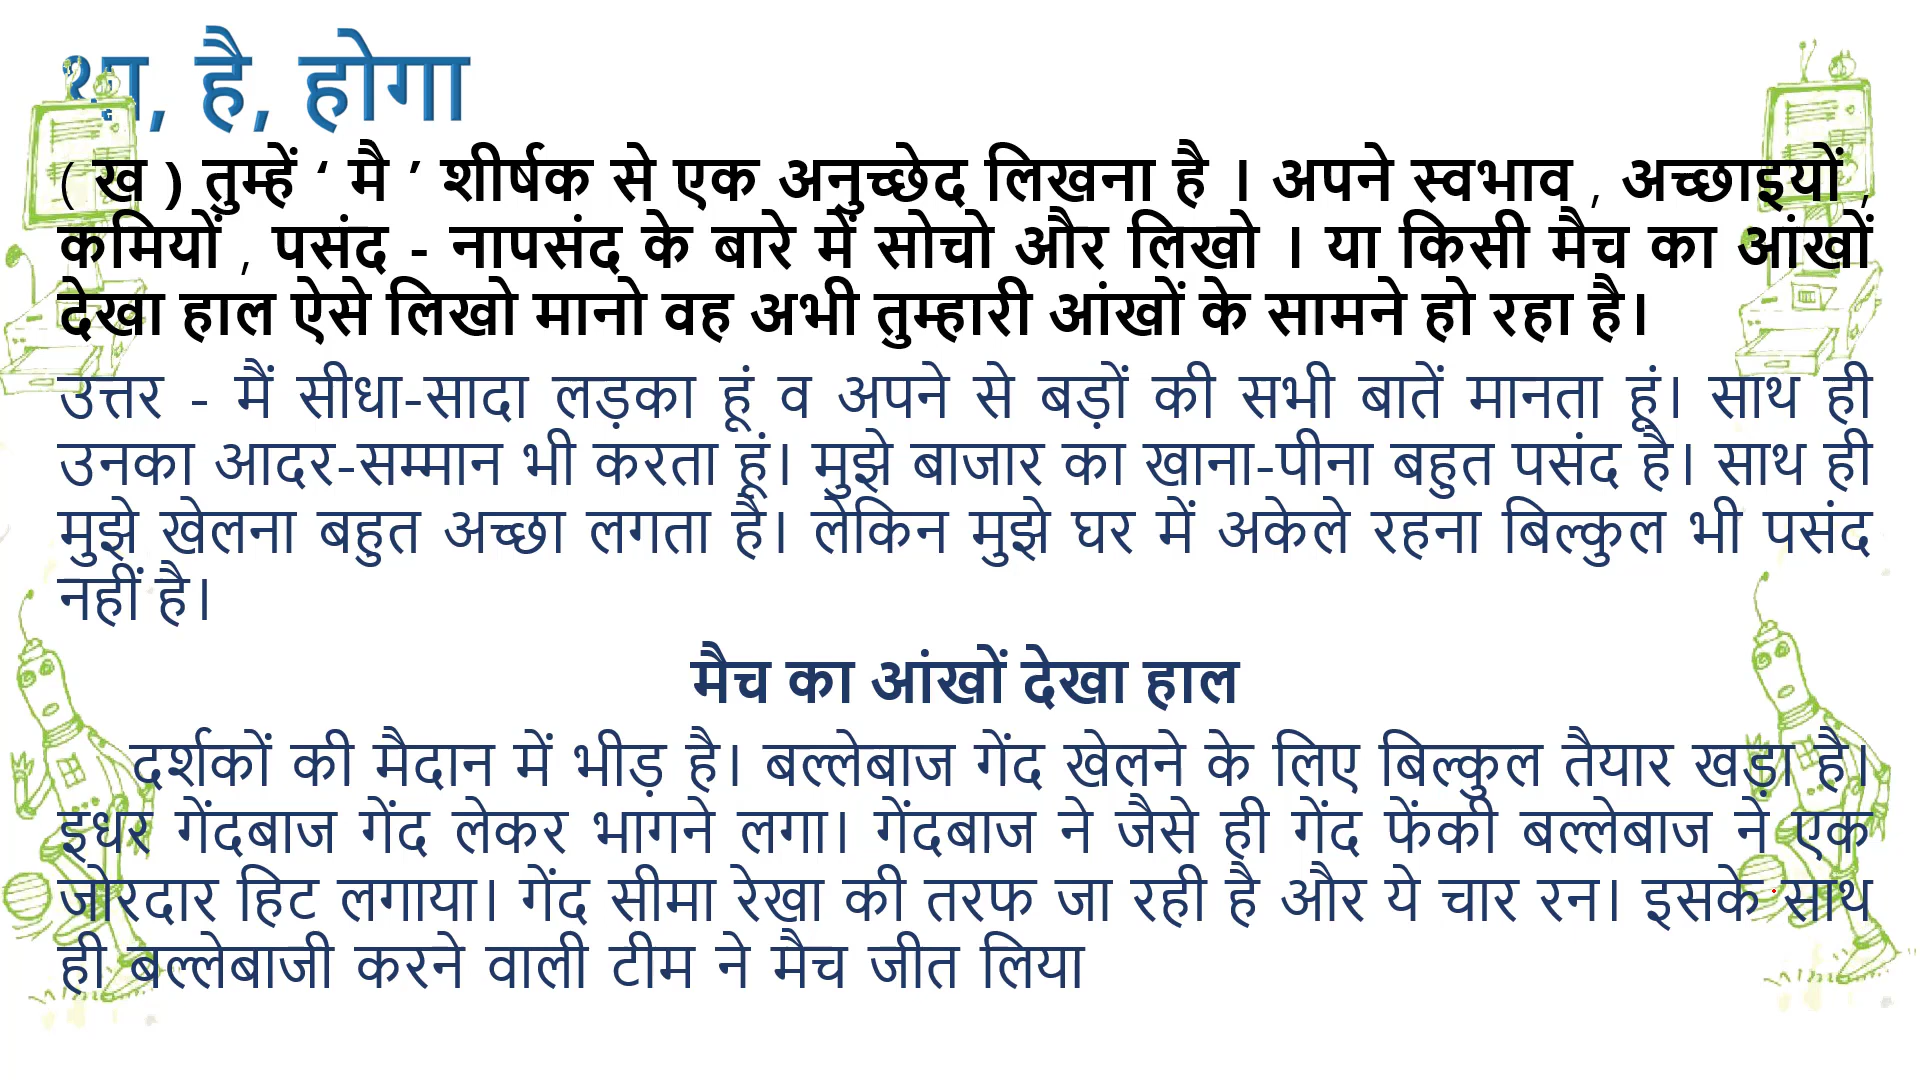 था, है, होगा
( ख ) तुम्हें ‘ मै ’ शीर्षक से एक अनुच्छेद लिखना है । अपने स्वभाव , अच्छाइयों ,
कमियों , पसंद - नापसंद के बारे में सोचो और लिखो । या किसी मैच का आंखों
देखा हाल ऐसे लिखो मानो वह अभी तुम्हारी आंखों के सामने हो रहा है।
उत्तर - मैं सीधा-सादा लड़का हूं व अपने से बड़ों की सभी बातें मानता हूं। साथ ही
उनका आदर-सम्मान भी करता हूं। मुझे बाजार का खाना-पीना बहुत पसंद है। साथ ही
मुझे खेलना बहुत अच्छा लगता है। लेकिन मुझे घर में अकेले रहना बिल्कुल भी पसंद
नहीं है।
मैच का आंखों देखा हाल
दर्शकों की मैदान में भीड़ है। बल्लेबाज गेंद खेलने के लिए बिल्कुल तैयार खड़ा है।
इधर गेंदबाज गेंद लेकर भागने लगा। गेंदबाज ने जैसे ही गेंद फेंकी बल्लेबाज ने एक
जोरदार हिट लगाया। गेंद सीमा रेखा की तरफ जा रही है और ये चार रन। इसके साथ
ही बल्लेबाजी करने वाली टीम ने मैच जीत लिया